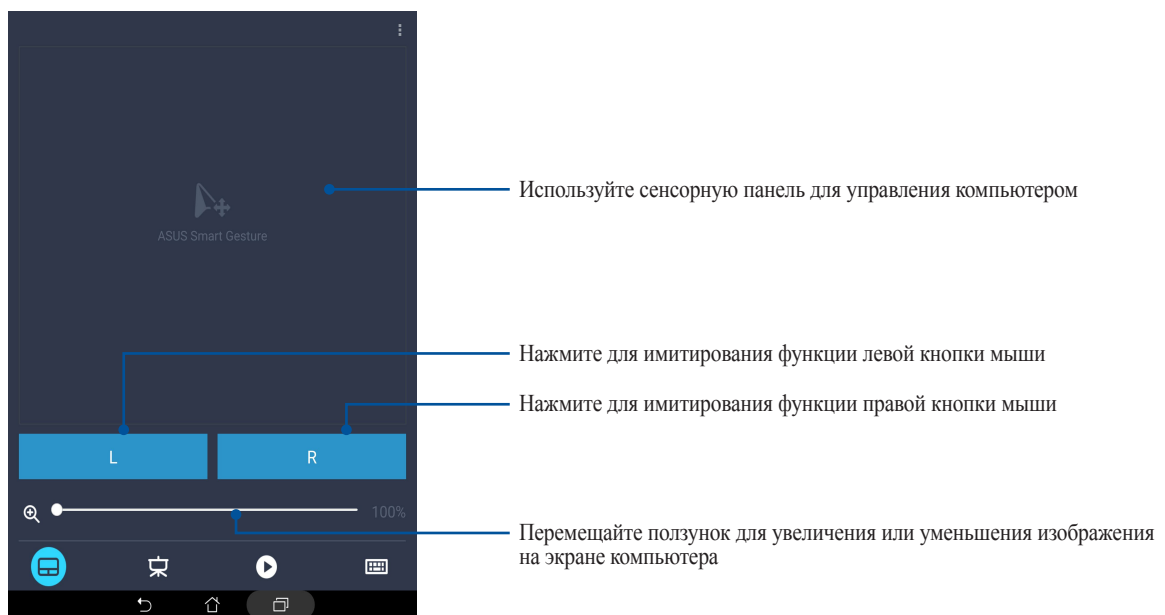 Используйте сенсорную панель для управления компьютером
ASUS Smart Gesture
Нажмите для имитирования функции левой кнопки мыши
Нажмите для имитирования функции правой кнопки мыши
L
R
100%
Перемещайте ползунок для увеличения или уменьшения изображения
на экране компьютера